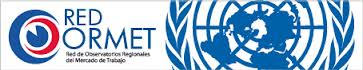 RED
ORMET
Red de Observatorios Regionales
del Mercado de Trabajo